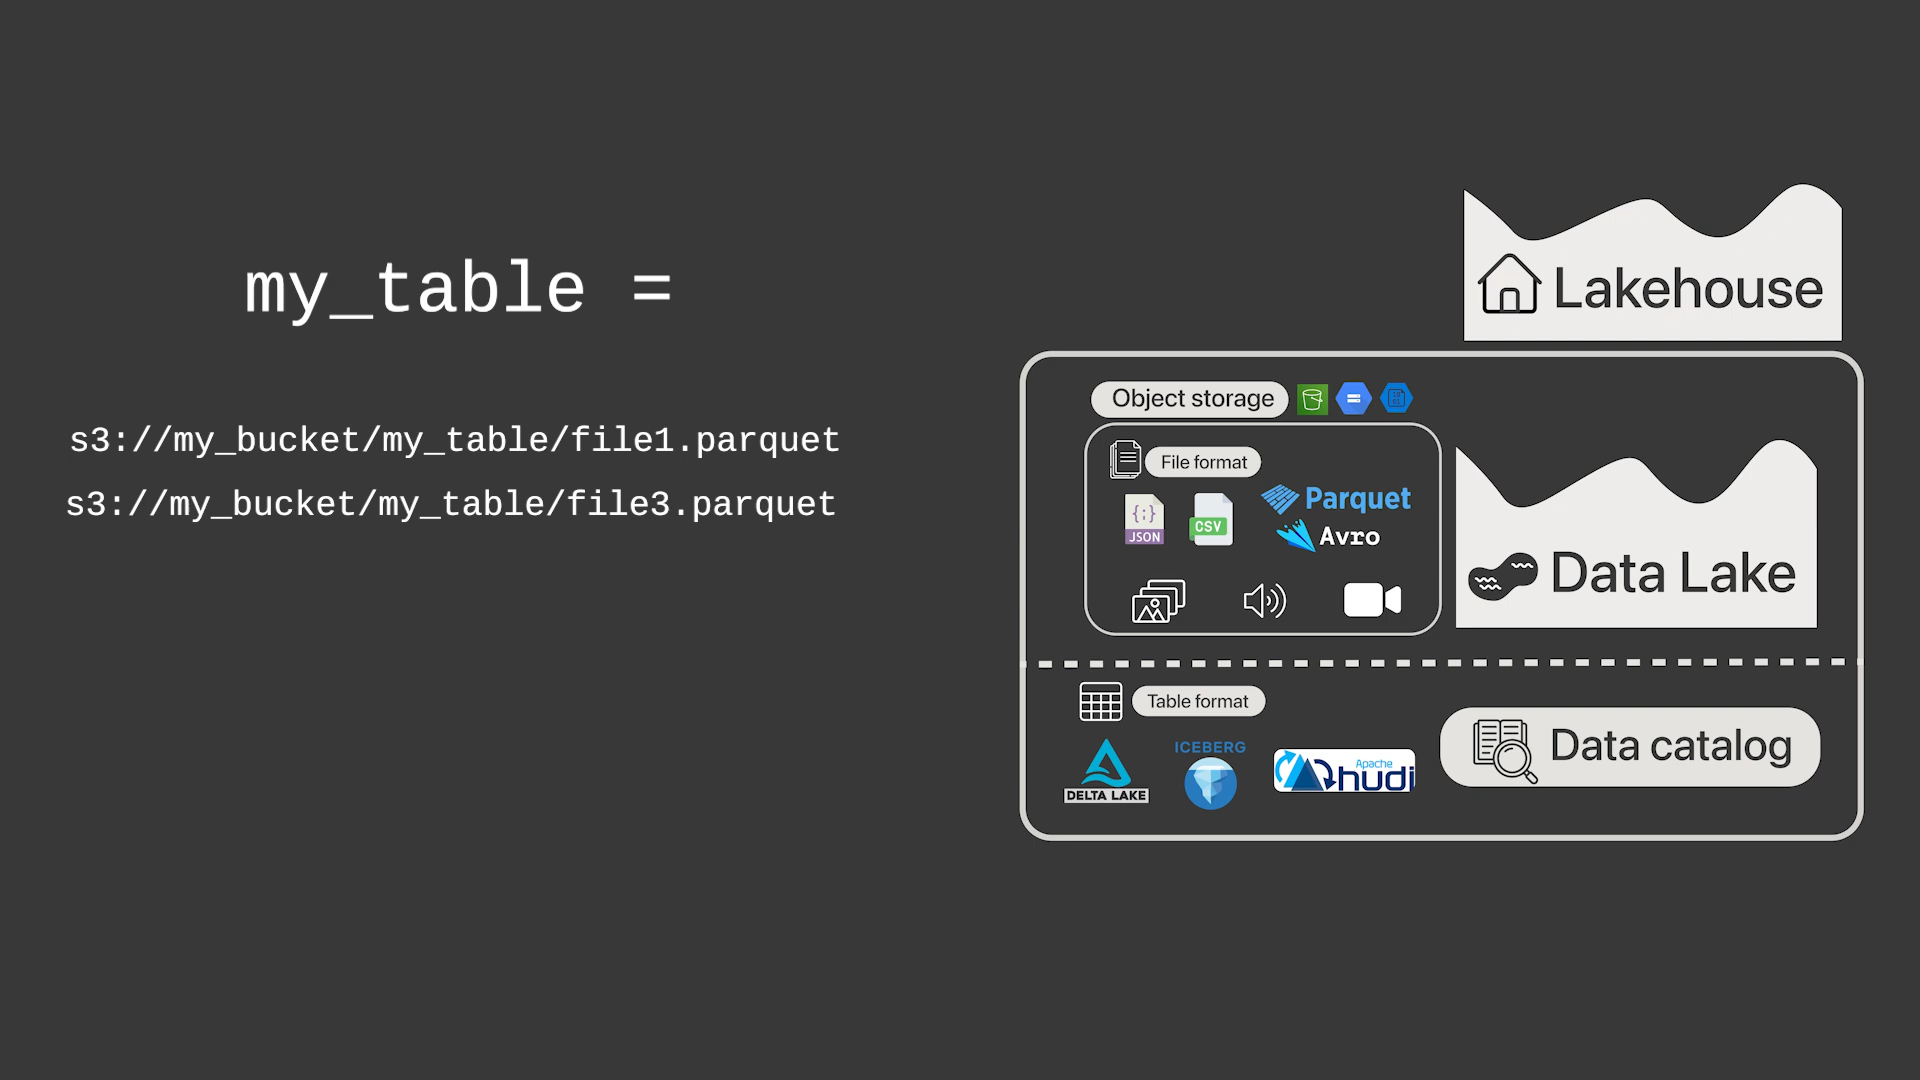 my_table =
s3://my_bucket/my_table/file1.parquet
s3://my_bucket/my_table/file3.parquet
Lakehouse
Object storage
File format
{;}
JSON
CSV
Parquet
Avro
Data Lake
Table format
DELTA LAKE
ICEBERG
Apache
hudi
Data catalog